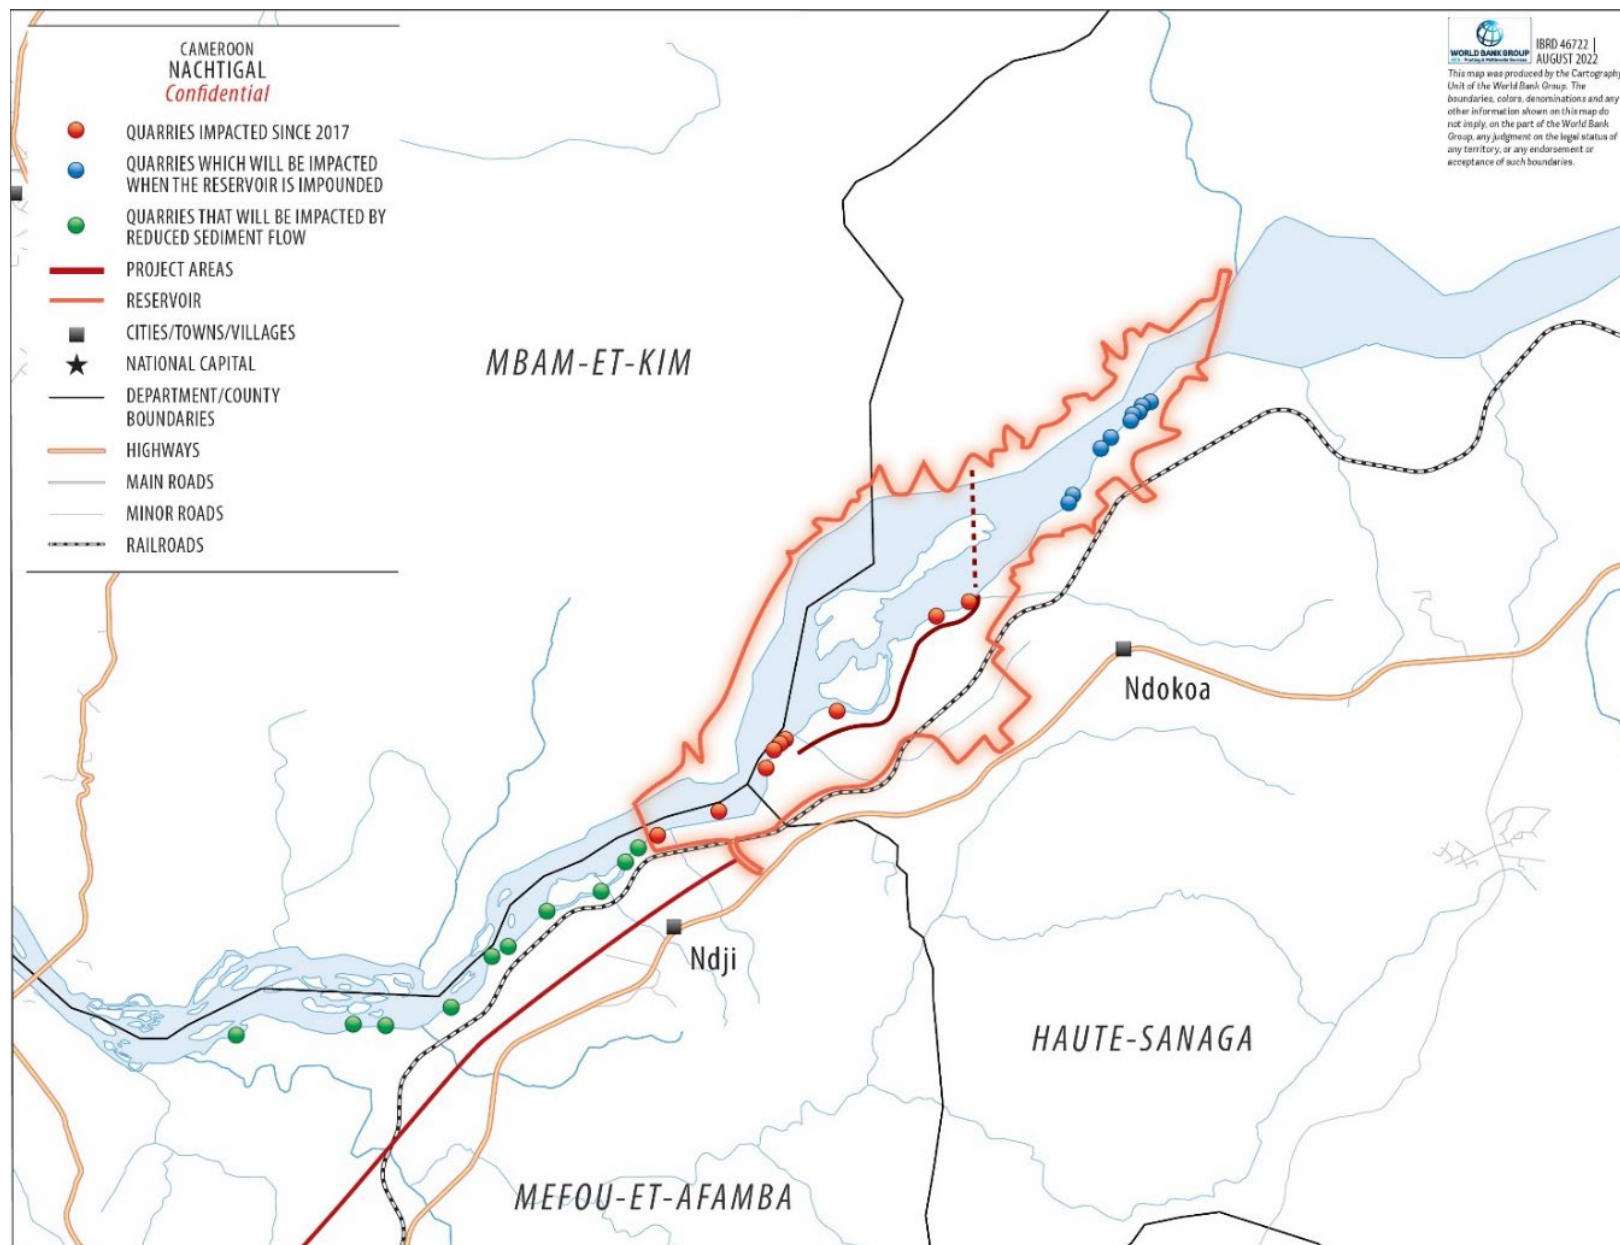 CAMEROON
NACHTIGAL
Confidential
QUARRIES IMPACTED SINCE 2017
QUARRIES WHICH WILL BE IMPACTED
WHEN THE RESERVOIR IS IMPOUNDED
QUARRIES THAT WILL BE IMPACTED BY
REDUCED SEDIMENT FLOW
PROJECT AREAS
RESERVOIR
CITIES/TOWNS/VILLAGES
NATIONAL CAPITAL
DEPARTMENT/COUNTY
BOUNDARIES
HIGHWAYS
MAIN ROADS
MINOR ROADS
RAILROADS
WORLD BANK GROUP
Printing & Multimedia Services
IBRD 46722 |
AUGUST 2022
This map was produced by the Cartography
Unit of the World Bank Group. The
boundaries, colors, denominations and any
other information shown on this map do
not imply, on the part of the World Bank
Group, any judgment on the legal status of
any territory, or any endorsement or
acceptance of such boundaries.
MBAM-ET-KIM
Ndokoa
Ndji
HAUTE-SANAGA
MEFOU-ET-AFAMBA